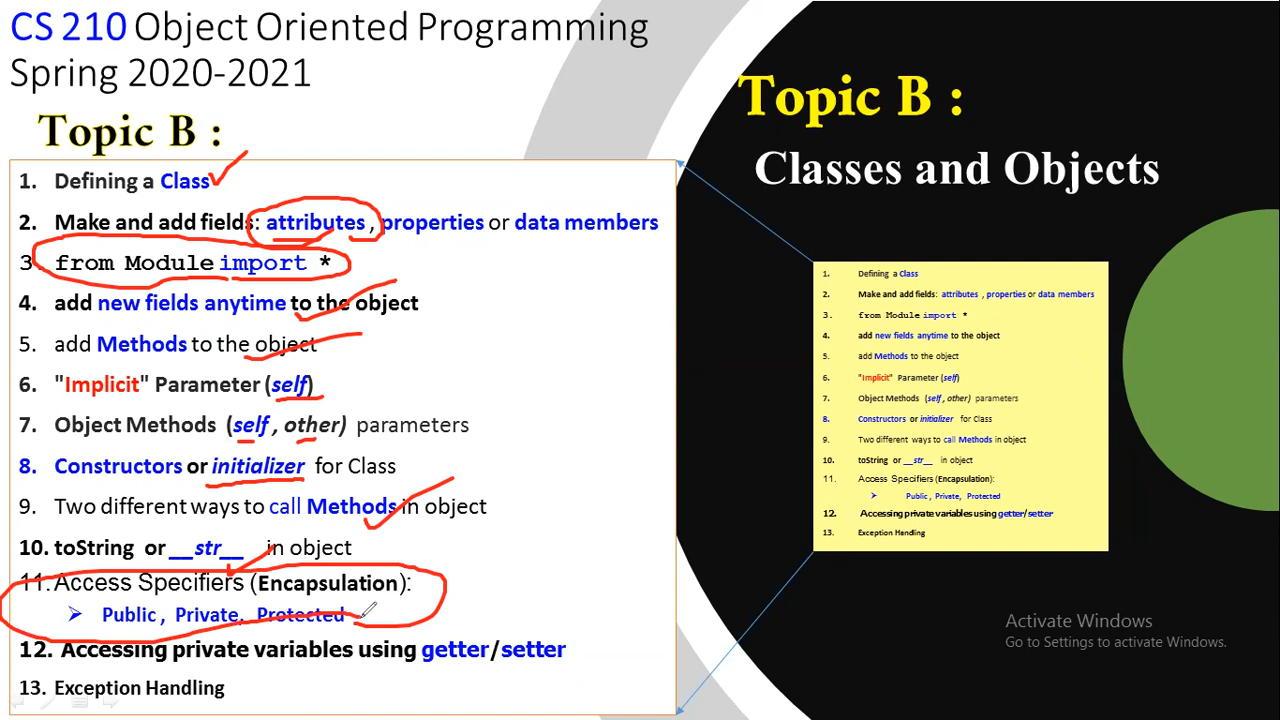 CS 210 Object Oriented Programming
Spring 2020-2021
Topic B :
1. Defining a Class
2. Make and add fields: attributes , properties or data members
3. from Module import *
4. add new fields anytime to the object
5. add Methods to the object
6. "Implicit" Parameter (self)
7. Object Methods (self , other) parameters
8. Constructors or initializer for Class
9. Two different ways to call Methods in object
10. toString or __str__ in object
11. Access Specifiers (Encapsulation):
➢ Public , Private, Protected
12. Accessing private variables using getter/setter
13. Exception Handling
Topic B :
Classes and Objects
1. Defining a Class
2. Make and add fields: attributes , properties or data members
3. from Module import *
4. add new fields anytime to the object
5. add Methods to the object
6. "Implicit" Parameter (self)
7. Object Methods (self , other) parameters
8. Constructors or initializer for Class
9. Two different ways to call Methods in object
10. toString or __str__ in object
11. Access Specifiers (Encapsulation):
➢ Public, Private, Protected
12. Accessing private variables using getter/setter
13. Exception Handling
Activate Windows
Go to Settings to activate Windows.